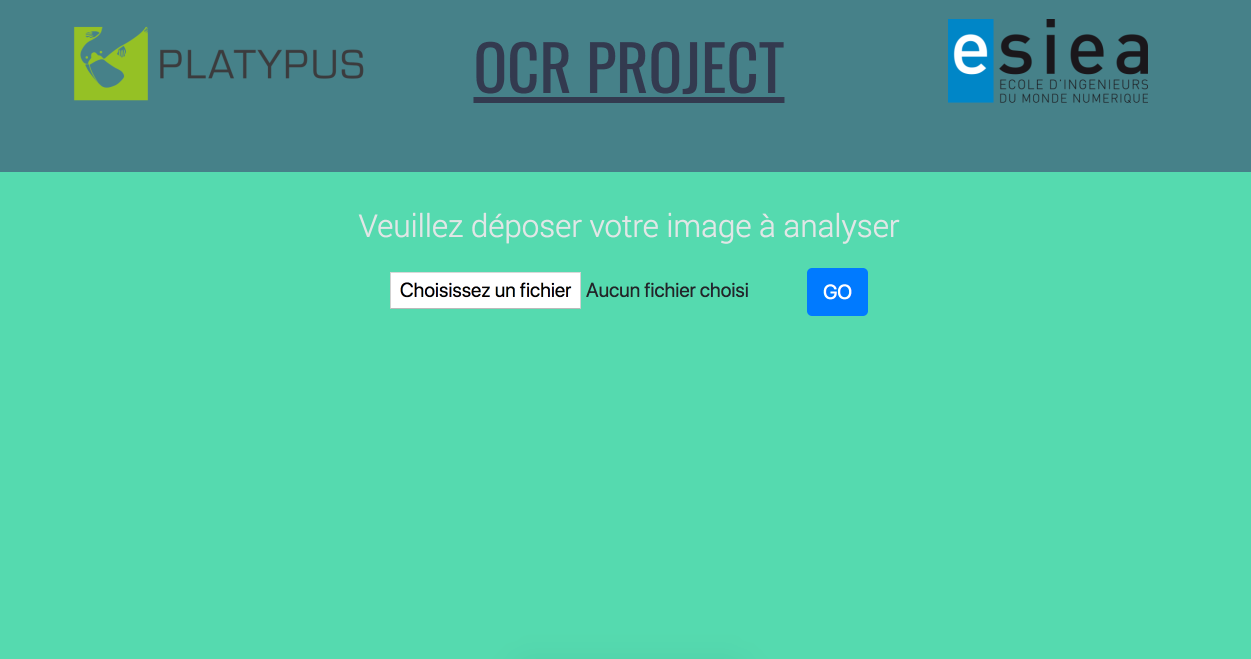 PLATYPUS
OCR PROJECT
esiea
ECOLE D'INGENIEURS
DU MONDE NUMERIQUE
Veuillez déposer votre image à analyser
Choisissez un fichier Aucun fichier choisi
GO